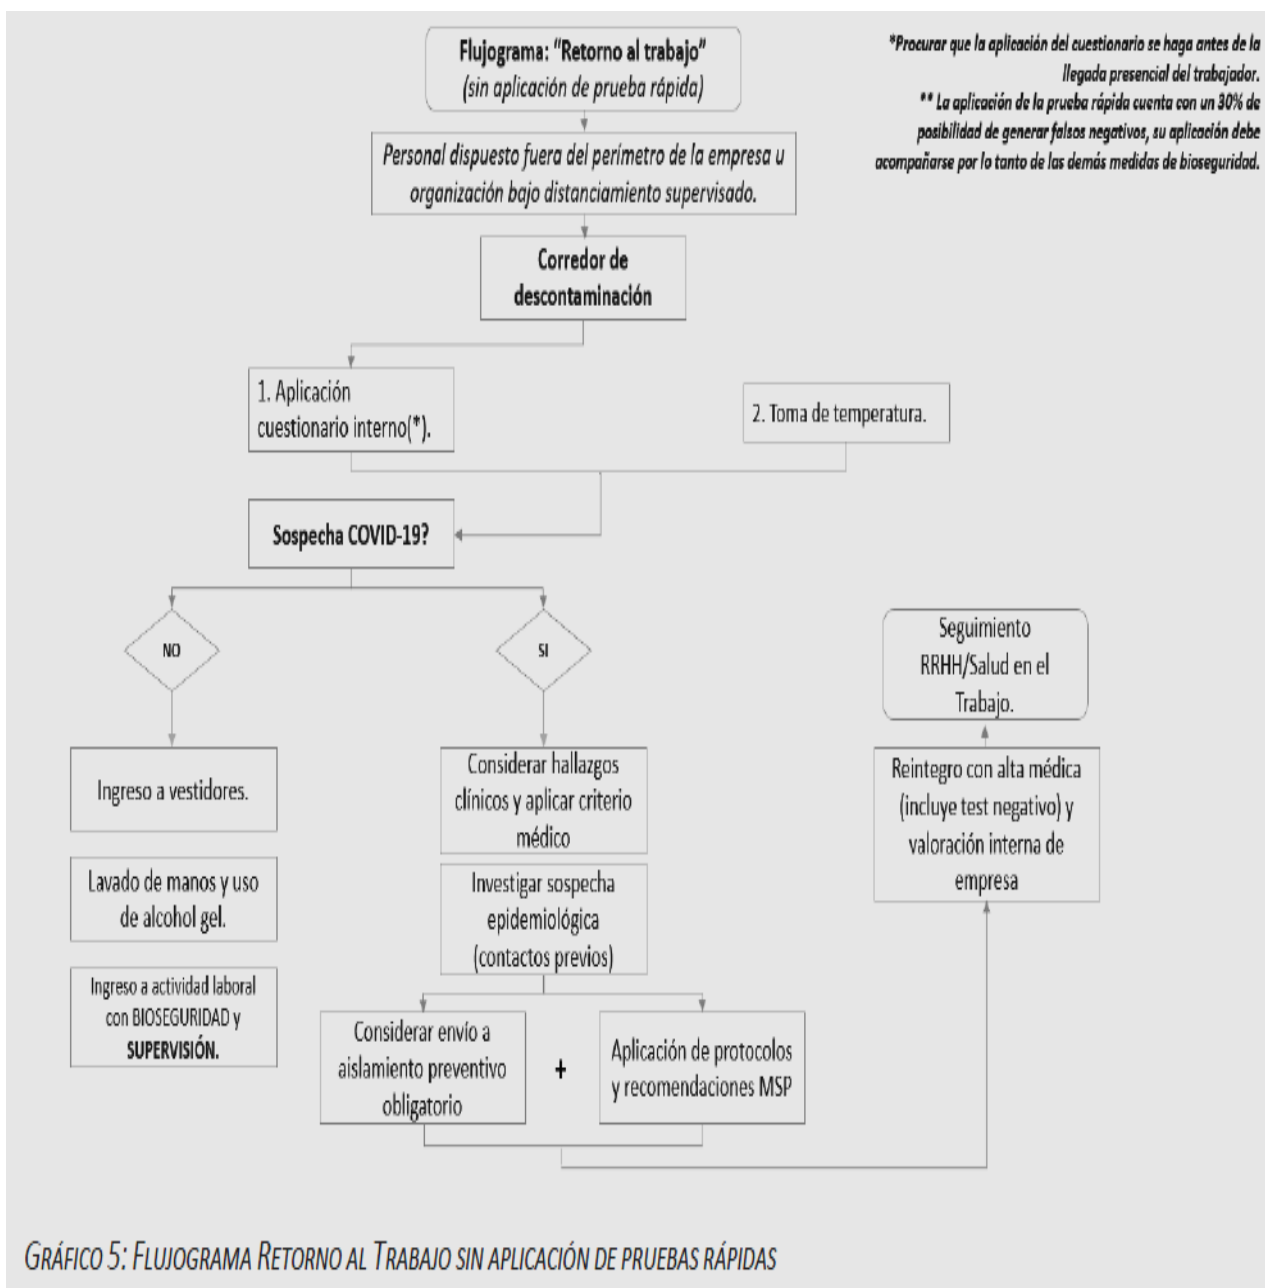 Flujograma: "Retorno al trabajo"
(sin aplicación de prueba rápida)
*Procurar que la aplicación del cuestionario se haga antes de la
llegada presencial del trabajador.
** La aplicación de la prueba rápida cuenta con un 30% de
posibilidad de generar falsos negativos, su aplicación debe
acompañarse por lo tanto de las demás medidas de bioseguridad.
Personal dispuesto fuera del perímetro de la empresa u
organización bajo distanciamiento supervisado.
Corredor de
descontaminación
1. Aplicación
cuestionario interno(*).
2. Toma de temperatura.
Sospecha COVID-19?
NO
SI
Ingreso a vestidores.
Lavado de manos y uso
de alcohol gel.
Ingreso a actividad laboral
con BIOSEGURIDAD y
SUPERVISIÓN.
Considerar hallazgos
clínicos y aplicar criterio
médico
Investigar sospecha
epidemiológica
(contactos previos)
Considerar envío a
aislamiento preventivo
obligatorio
+
Aplicación de protocolos
y recomendaciones MSP
Seguimiento
RRHH/Salud en el
Trabajo.
Reintegro con alta médica
(incluye test negativo) y
valoración interna de
empresa
GRÁFICO 5: FLUJOGRAMA RETORNO AL TRABAJO SIN APLICACIÓN DE PRUEBAS RÁPIDAS